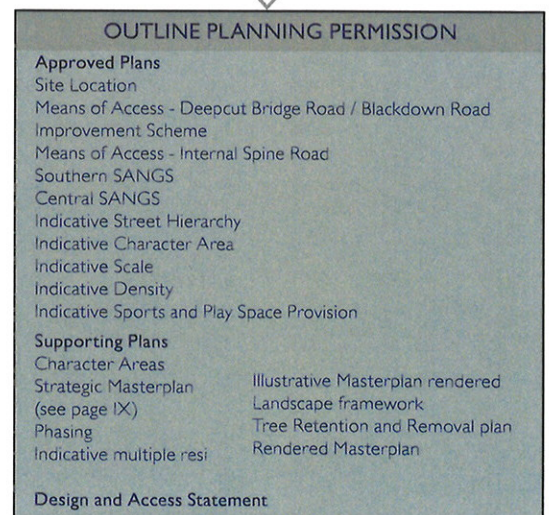 OUTLINE PLANNING PERMISSION
Approved Plans
Site Location
Means of Access - Deepcut Bridge Road / Blackdown Road
Improvement Scheme
Means of Access - Internal Spine Road
Southern SANGS
Central SANGS
Indicative Street Hierarchy
Indicative Character Area
Indicative Scale
Indicative Density
Indicative Sports and Play Space Provision
Supporting Plans
Character Areas
Strategic Masterplan
(see page IX)
Phasing
Indicative multiple resi
Illustrative Masterplan rendered
Landscape framework
Tree Retention and Removal plan
Rendered Masterplan
Design and Access Statement